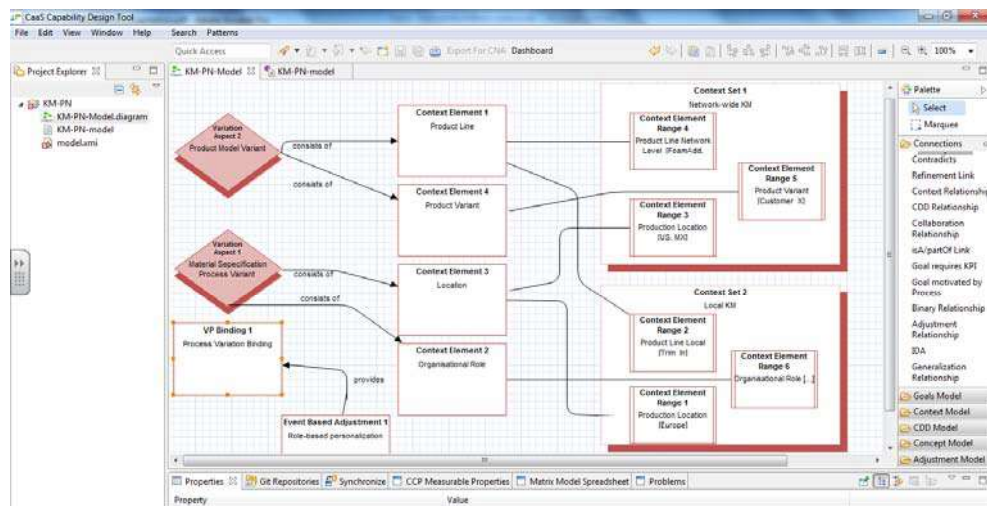 CaaS Capability Design Tool
File Edit View Window Help Search Patterns
Quick Access
Export For CNA Dashboard
100%
Project Explorer
KM-PN
KM-PN-Model.diagram
KM-PN-model
model.xmi
KM-PN-Model
KM-PN-model
Variation
Aspect 2
Product Model Variant
consists of
consists of
Variation
Aspect 1
Material Sepecification
Process Variant
consists of
consists of
VP Binding 1
Process Variation Binding
provides
Event Based Adjustment 1
Role-based personalization
Context Element 1
Product Line
Context Element 4
Product Variant
Context Element 3
Location
Context Element 2
Organisational Role
Context Set 1
Network-wide KM
Context Element
Range 4
Product Line Network
Level [FoamAdd.
Context Element
Range 5
Product Variant
[Customer X]
Context Element
Range 3
Production Location
[US, MX]
Context Set 2
Local KM
Context Element
Range 2
Product Line Local
[Trim In]
Context Element
Range 6
Organisational Role [...]
Context Element
Range 1
Production Location
[Europe]
Palette
Select
Marquee
Connections
Contradicts
Refinement Link
Context Relationship
CDD Relationship
Collaboration
Relationship
isA/partOf Link
Goal requires KPI
Goal motivated by
Process
Binary Relationship
Adjustment
Relationship
IDA
Generalization
Relationship
Goals Model
Context Model
CDD Model
Concept Model
Adjustment Model
Properties Git Repositories Synchronize CCP Measurable Properties Matrix Model Spreadsheet Problems
Property Value